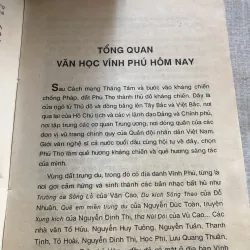 TỔNG QUAN
VĂN HỌC VĨNH PHÚ HÔM NAY
Sau Cách mạng Tháng Tám và bước vào kháng chiến
chống Pháp, đất Phú Thọ thành thủ đô kháng chiến. Đây là
cửa ngõ từ Thủ đô và đồng bằng lên Tây Bắc và Việt Bắc, nơi
qua lại của Hồ Chủ tịch và các vị lãnh đạo Đảng và Chính phủ,
nơi tập trung các cơ quan Trung ương, nơi đóng quân của các
đơn vị vũ trang chính quy của Quân đội nhân dân Việt Nam.
Giới văn nghệ sĩ cả nước buổi đầu cũng hội tụ về đây, chọn
Phú Thọ làm quê hương kháng chiến và quê hương sáng tác
của mình.
Vùng đất trung du, trong đó có địa danh Vĩnh Phú, từng là
nơi gợi cảm hứng và sinh thành các bản nhạc bất hủ như
Trường ca Sông Lô của Văn Cao, Du kích Sông Thao của Đỗ
Nhuận, Quê em miền trung du của Nguyễn Đức Toàn, truyện
Xung kích của Nguyễn Đình Thi, thơ Núi Đôi của Vũ Cao... Các
nhà văn Tố Hữu, Nguyễn Huy Tưởng, Nguyễn Tuân, Thanh
Tịnh, Tô Hoài, Nguyễn Đình Thi, Học Phi, Lưu Quang Thuận,